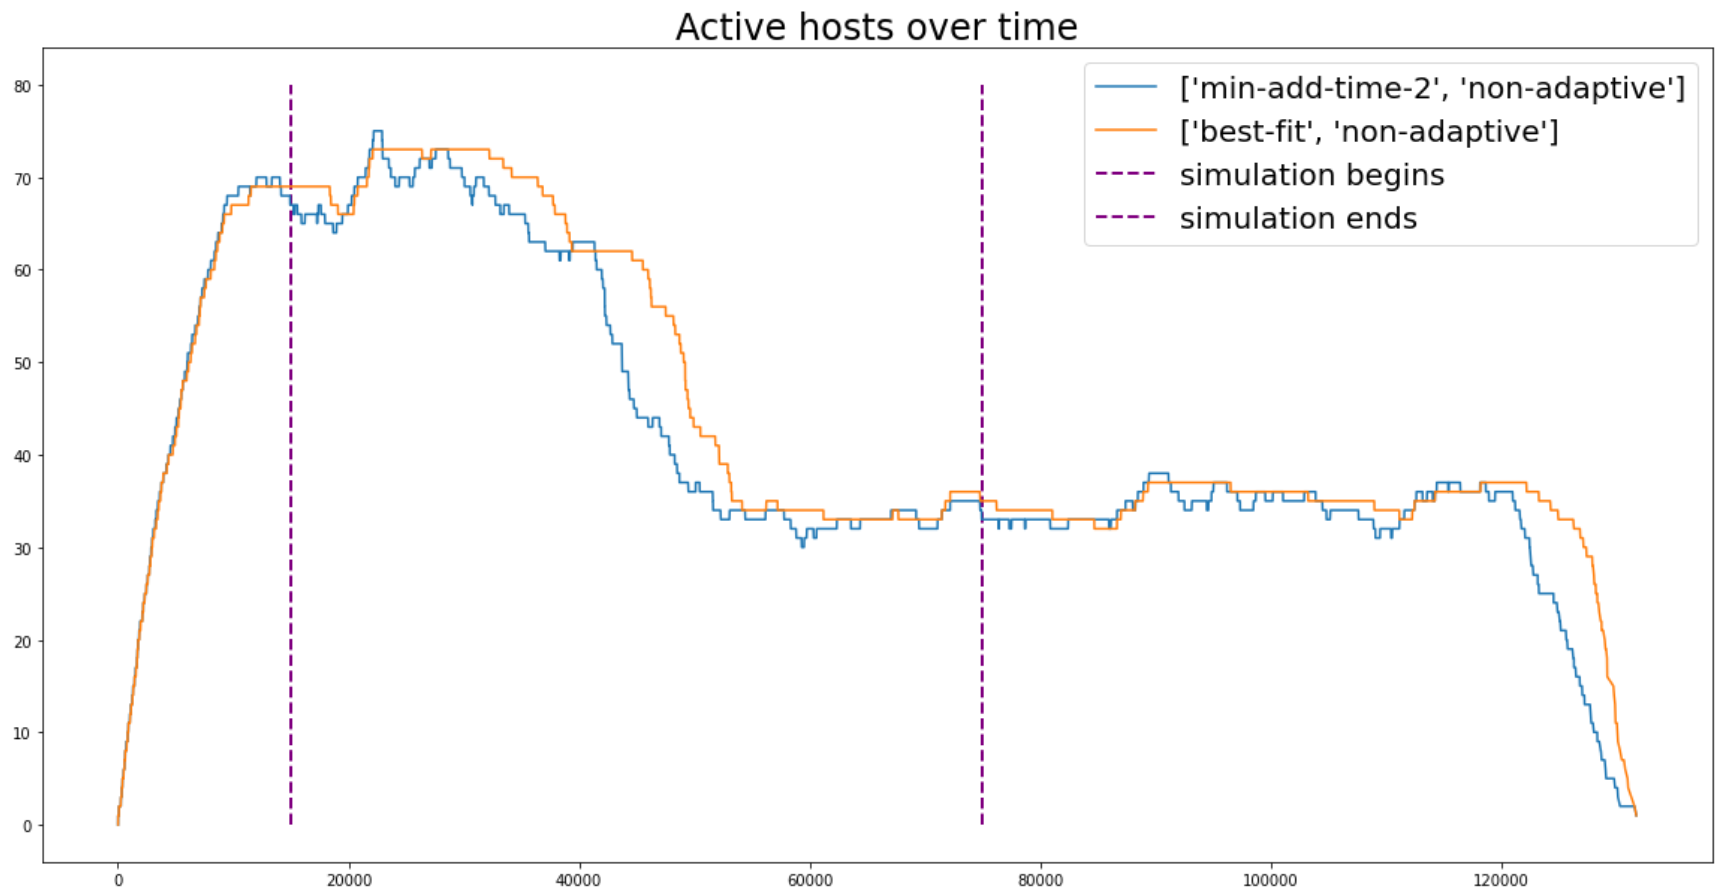 Active hosts over time
['min-add-time-2', 'non-adaptive']
['best-fit', 'non-adaptive']
simulation begins
simulation ends
80
70
60
50
40
30
20
10
0
0 20000 40000 60000 80000 100000 120000